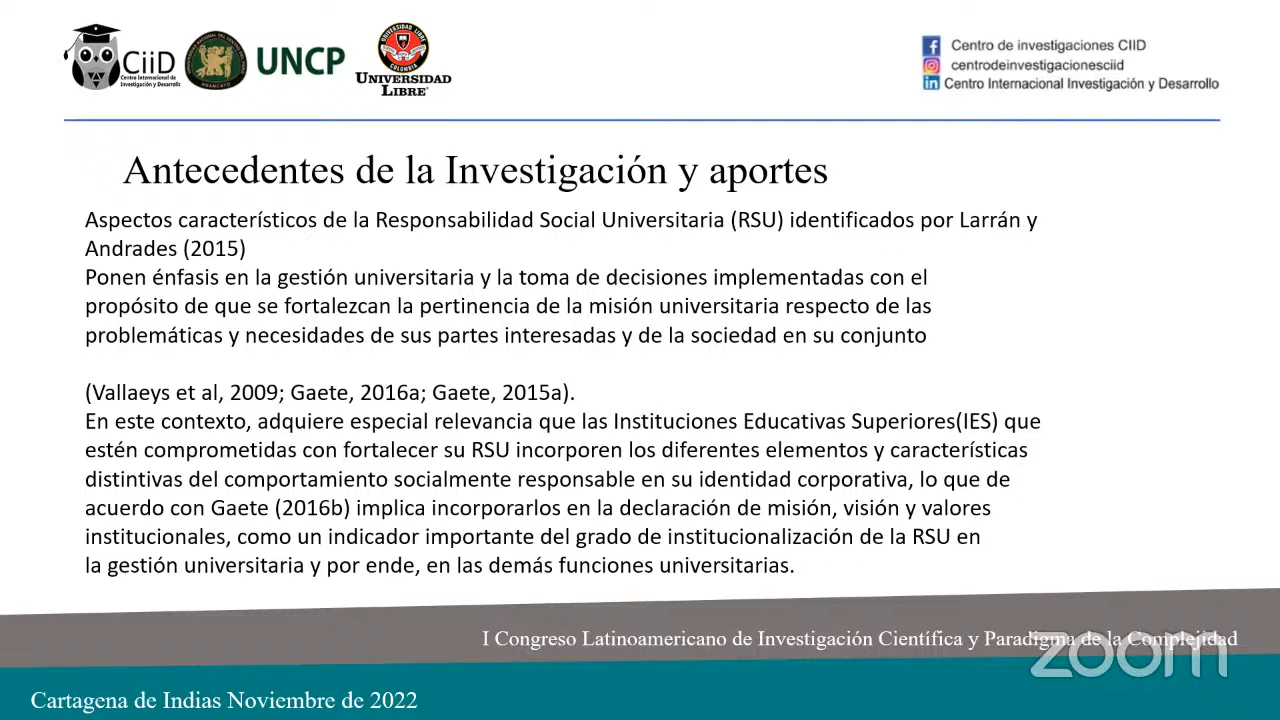 CiiD
Centro Internacional de
Investigación y Desarrollo
UNCP
UNIVERSIDAD
LIBRE
Centro de investigaciones CIID
centrodeinvestigacionesciid
Centro Internacional Investigación y Desarrollo
Antecedentes de la Investigación y aportes
Aspectos característicos de la Responsabilidad Social Universitaria (RSU) identificados por Larrán y
Andrades (2015)
Ponen énfasis en la gestión universitaria y la toma de decisiones implementadas con el
propósito de que se fortalezcan la pertinencia de la misión universitaria respecto de las
problemáticas y necesidades de sus partes interesadas y de la sociedad en su conjunto
(Vallaeys et al, 2009; Gaete, 2016a; Gaete, 2015a).
En este contexto, adquiere especial relevancia que las Instituciones Educativas Superiores(IES) que
estén comprometidas con fortalecer su RSU incorporen los diferentes elementos y características
distintivas del comportamiento socialmente responsable en su identidad corporativa, lo que de
acuerdo con Gaete (2016b) implica incorporarlos en la declaración de misión, visión y valores
institucionales, como un indicador importante del grado de institucionalización de la RSU en
la gestión universitaria y por ende, en las demás funciones universitarias.
I Congreso Latinoamericano de Investigación Científica y Paradigma de la Complejidad
zoom
Cartagena de Indias Noviembre de 2022